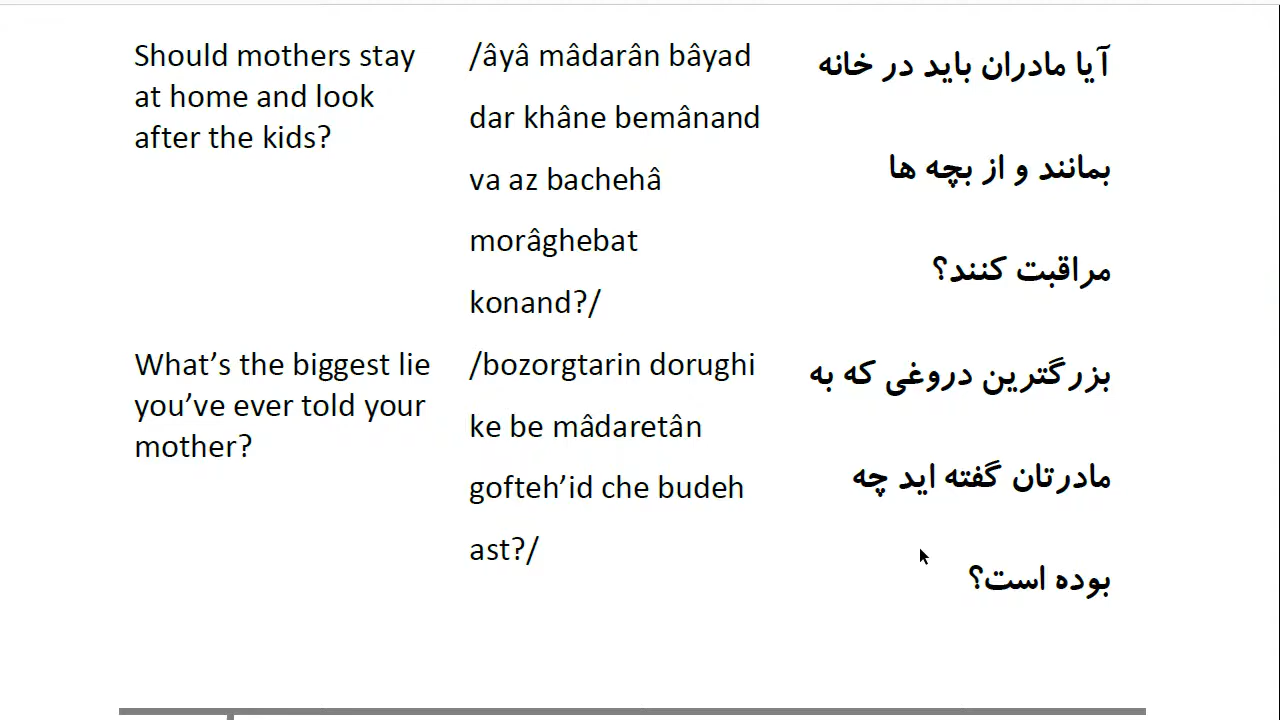 Should mothers stay
at home and look
after the kids?
/âyâ mâdarân bâyad
dar khâne bemânand
va az bachehâ
morâghebat
konand?/
آیا مادران باید در خانه
بمانند و از بچه ها
مراقبت کنند؟
What’s the biggest lie
you’ve ever told your
mother?
/bozorgtarin dorughi
ke be mâdaretân
gofteh’id che budeh
ast?/
بزرگترین دروغی که به
مادرتان گفته اید چه
بوده است؟